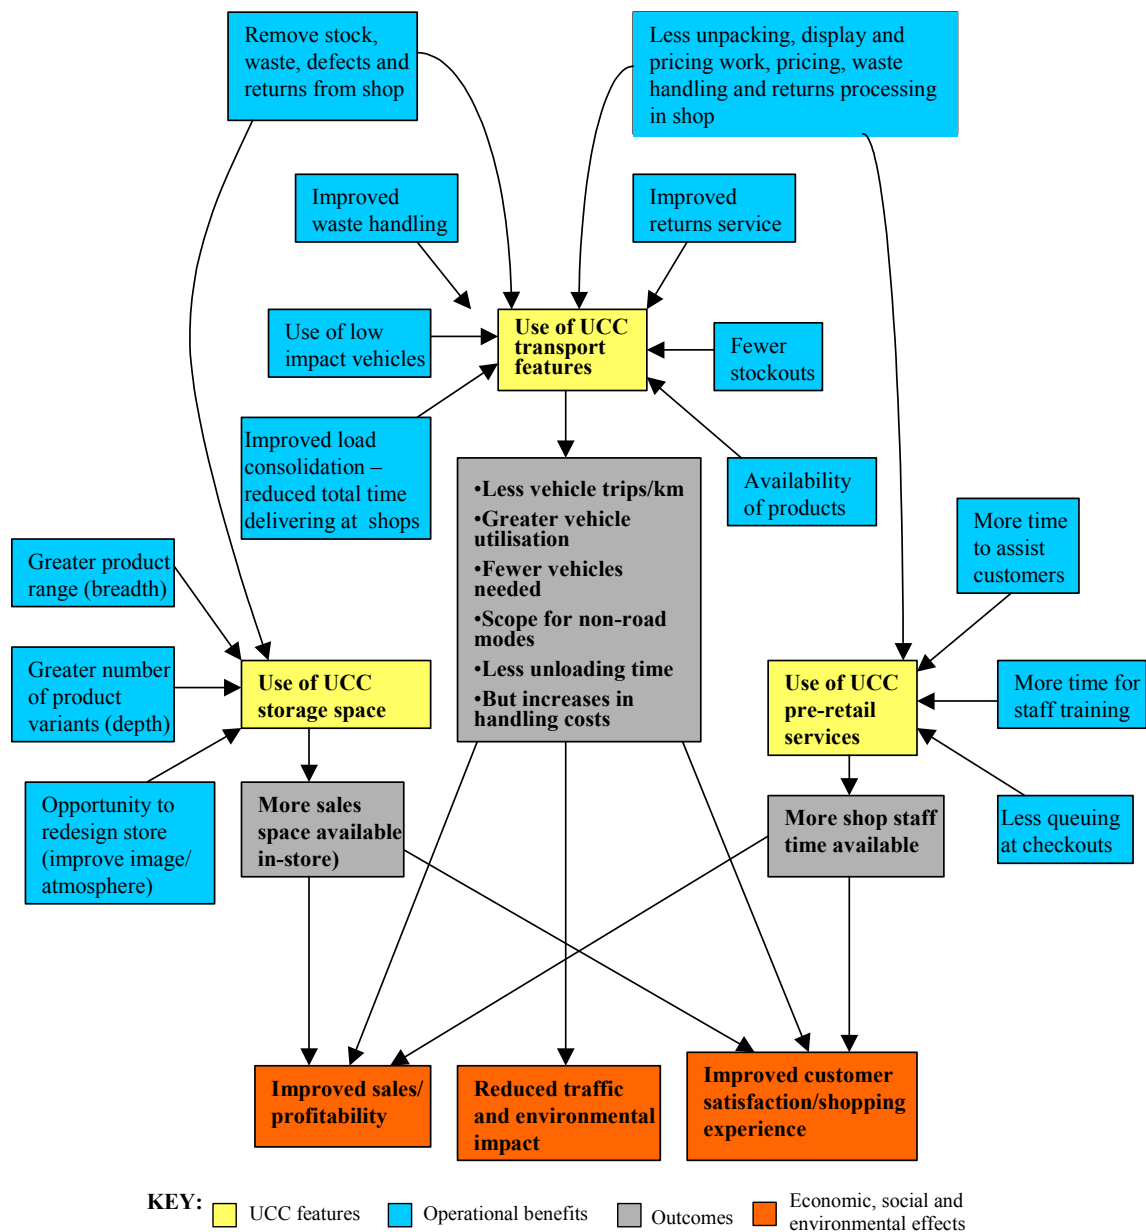 Remove stock,
waste, defects and
returns from shop
Less unpacking, display and
pricing work, pricing, waste
handling and returns processing
in shop
Improved
waste handling
Improved
returns service
Use of low
impact vehicles
Use of UCC
transport
features
Fewer
stockouts
Improved load
consolidation –
reduced total time
delivering at shops
•Less vehicle trips/km
•Greater vehicle
utilisation
•Fewer vehicles
needed
•Scope for non-road
modes
•Less unloading time
•But increases in
handling costs
Availability
of products
More time
to assist
customers
Greater product
range (breadth)
Greater number
of product
variants (depth)
Use of UCC
storage space
Use of UCC
pre-retail
services
More time for
staff training
Opportunity to
redesign store
(improve image/
atmosphere)
More sales
space available
in-store)
More shop staff
time available
Less queuing
at checkouts
Improved sales/
profitability
Reduced traffic
and environmental
impact
Improved customer
satisfaction/shopping
experience
KEY:
UCC features
Operational benefits
Outcomes
Economic, social and
environmental effects